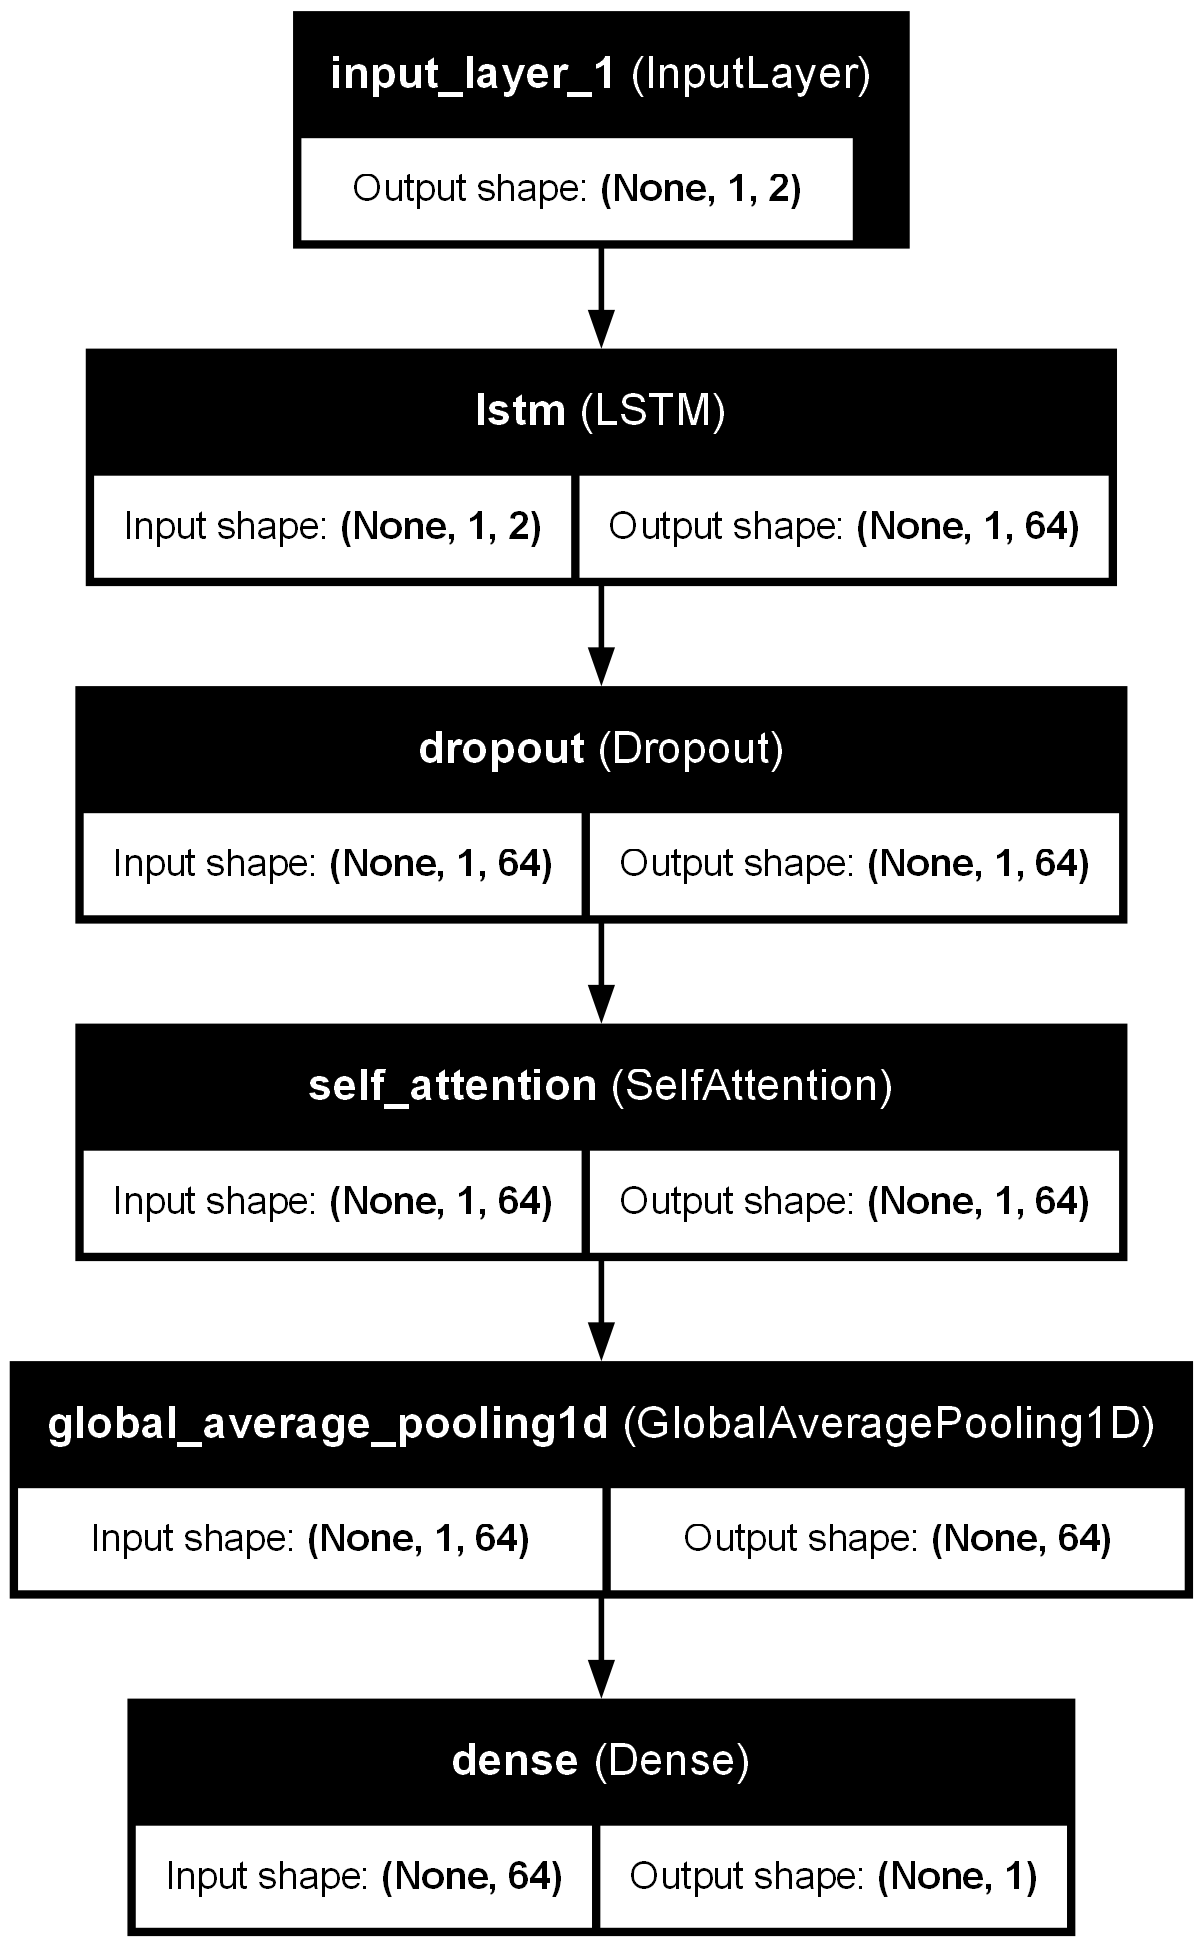 input_layer_1 (InputLayer)
Output shape: (None, 1, 2)
lstm (LSTM)
Input shape: (None, 1, 2) Output shape: (None, 1, 64)
dropout (Dropout)
Input shape: (None, 1, 64) Output shape: (None, 1, 64)
self_attention (SelfAttention)
Input shape: (None, 1, 64) Output shape: (None, 1, 64)
global_average_pooling1d (GlobalAveragePooling1D)
Input shape: (None, 1, 64) Output shape: (None, 64)
dense (Dense)
Input shape: (None, 64) Output shape: (None, 1)